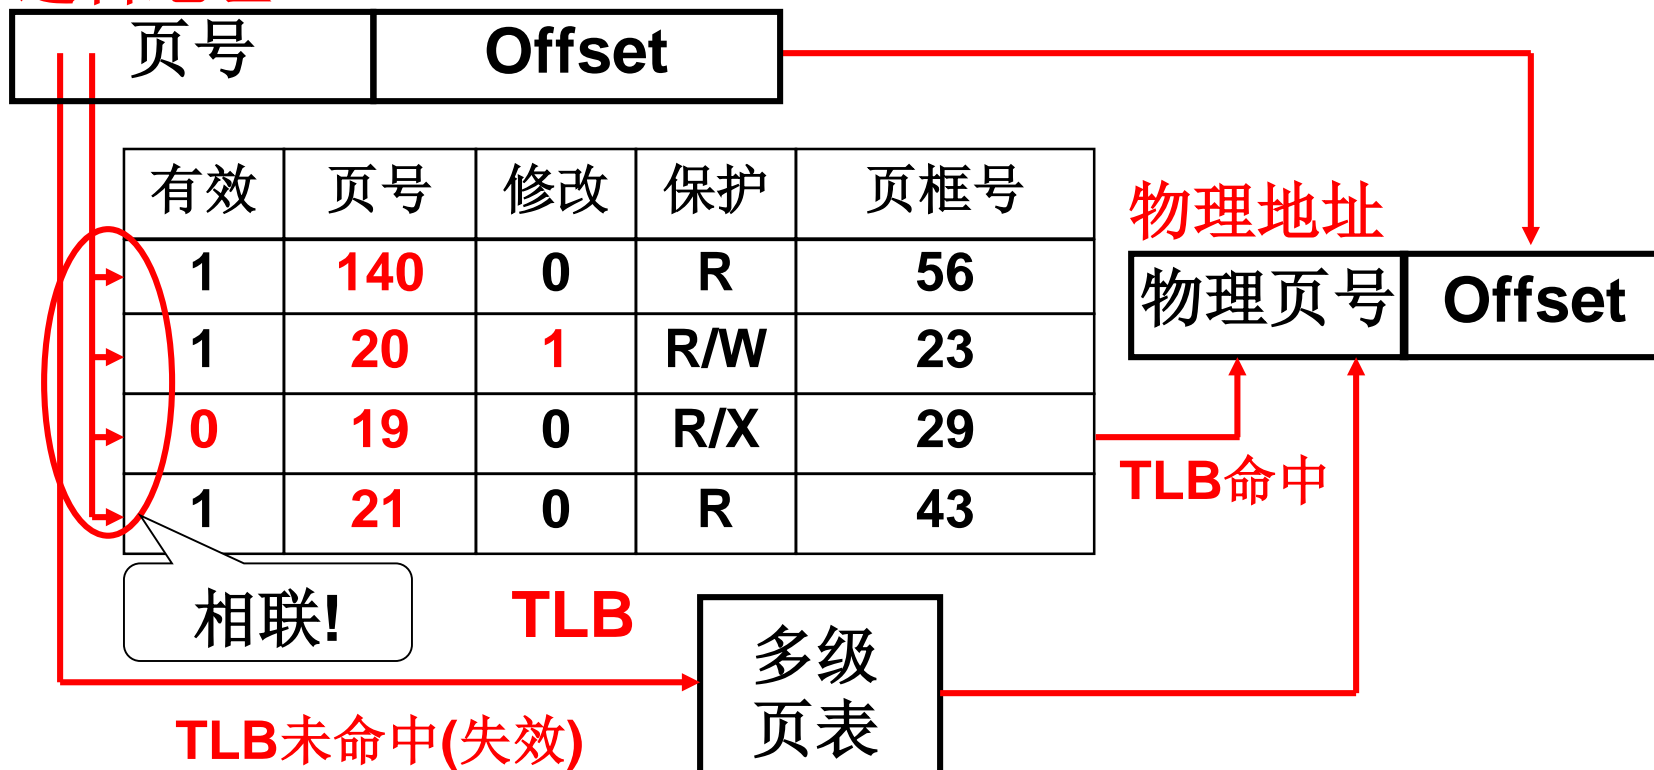 页号 Offset
有效 页号 修改 保护 页框号
1 140 0 R 56
1 20 1 R/W 23
0 19 0 R/X 29
1 21 0 R 43
物理地址
物理页号 Offset
TLB命中
相联!
TLB
多级
页表
TLB未命中(失效)